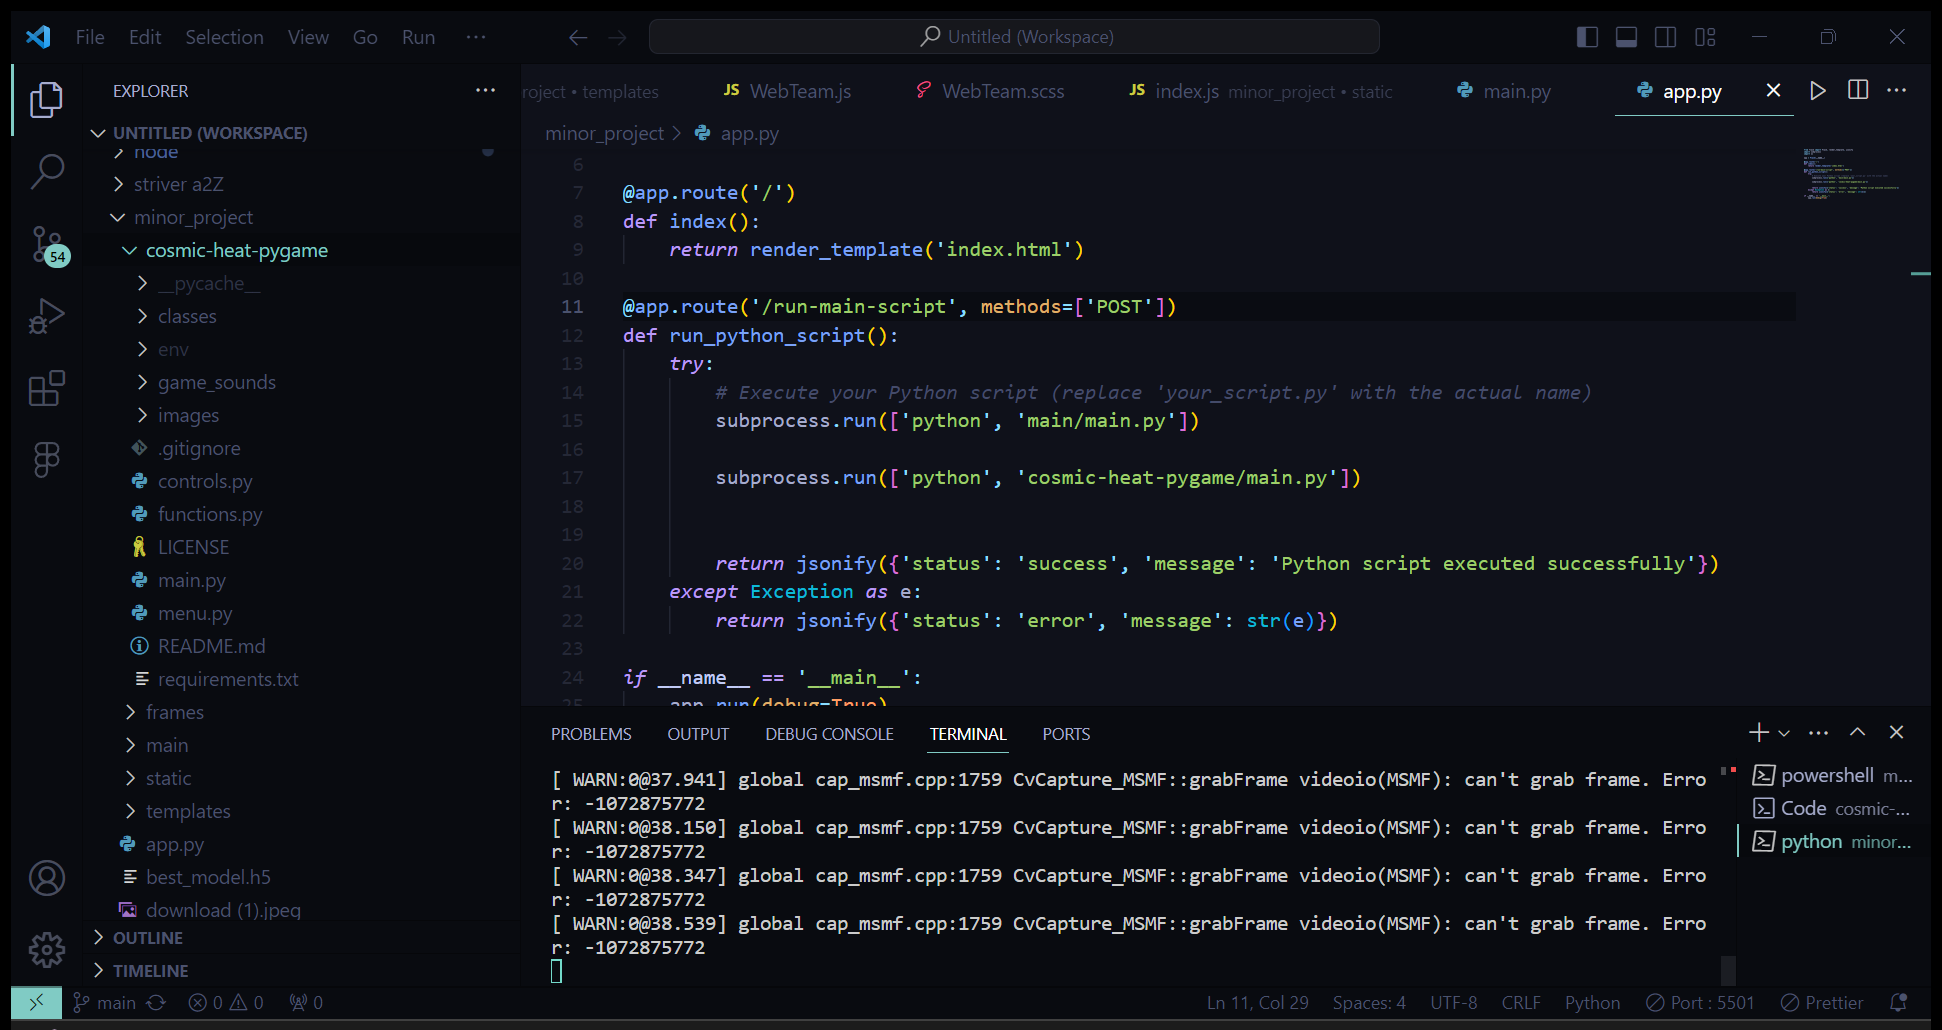 File Edit Selection View Go Run ···
Untitled (Workspace)
EXPLORER
UNTITLED (WORKSPACE)
node
striver a2Z
minor_project
cosmic-heat-pygame
__pycache__
classes
env
game_sounds
images
.gitignore
controls.py
functions.py
LICENSE
main.py
menu.py
README.md
requirements.txt
frames
main
static
templates
app.py
best_model.h5
download (1).jpeg
OUTLINE
TIMELINE
54
roject • templates
JS WebTeam.js
WebTeam.scss
JS index.js minor_project • static
main.py
app.py
minor_project > app.py
6
7 @app.route('/')
8 def index():
9 return render_template('index.html')
10
11 @app.route('/run-main-script', methods=['POST'])
12 def run_python_script():
13 try:
14 # Execute your Python script (replace 'your_script.py' with the actual name)
15 subprocess.run(['python', 'main/main.py'])
16
17 subprocess.run(['python', 'cosmic-heat-pygame/main.py'])
18
19
20 return jsonify({'status': 'success', 'message': 'Python script executed successfully'})
21 except Exception as e:
22 return jsonify({'status': 'error', 'message': str(e)})
23
24 if __name__ == '__main__':
25 app.run(debug=True)
PROBLEMS OUTPUT DEBUG CONSOLE TERMINAL PORTS
[ WARN:0@37.941] global cap_msmf.cpp:1759 CvCapture_MSMF::grabFrame videoio(MSMF): can't grab frame. Erro
r: -1072875772
[ WARN:0@38.150] global cap_msmf.cpp:1759 CvCapture_MSMF::grabFrame videoio(MSMF): can't grab frame. Erro
r: -1072875772
[ WARN:0@38.347] global cap_msmf.cpp:1759 CvCapture_MSMF::grabFrame videoio(MSMF): can't grab frame. Erro
r: -1072875772
[ WARN:0@38.539] global cap_msmf.cpp:1759 CvCapture_MSMF::grabFrame videoio(MSMF): can't grab frame. Erro
r: -1072875772
powershell m...
Code cosmic-...
python minor...
main 0 0 0
Ln 11, Col 29 Spaces: 4 UTF-8 CRLF Python Port : 5501 Prettier